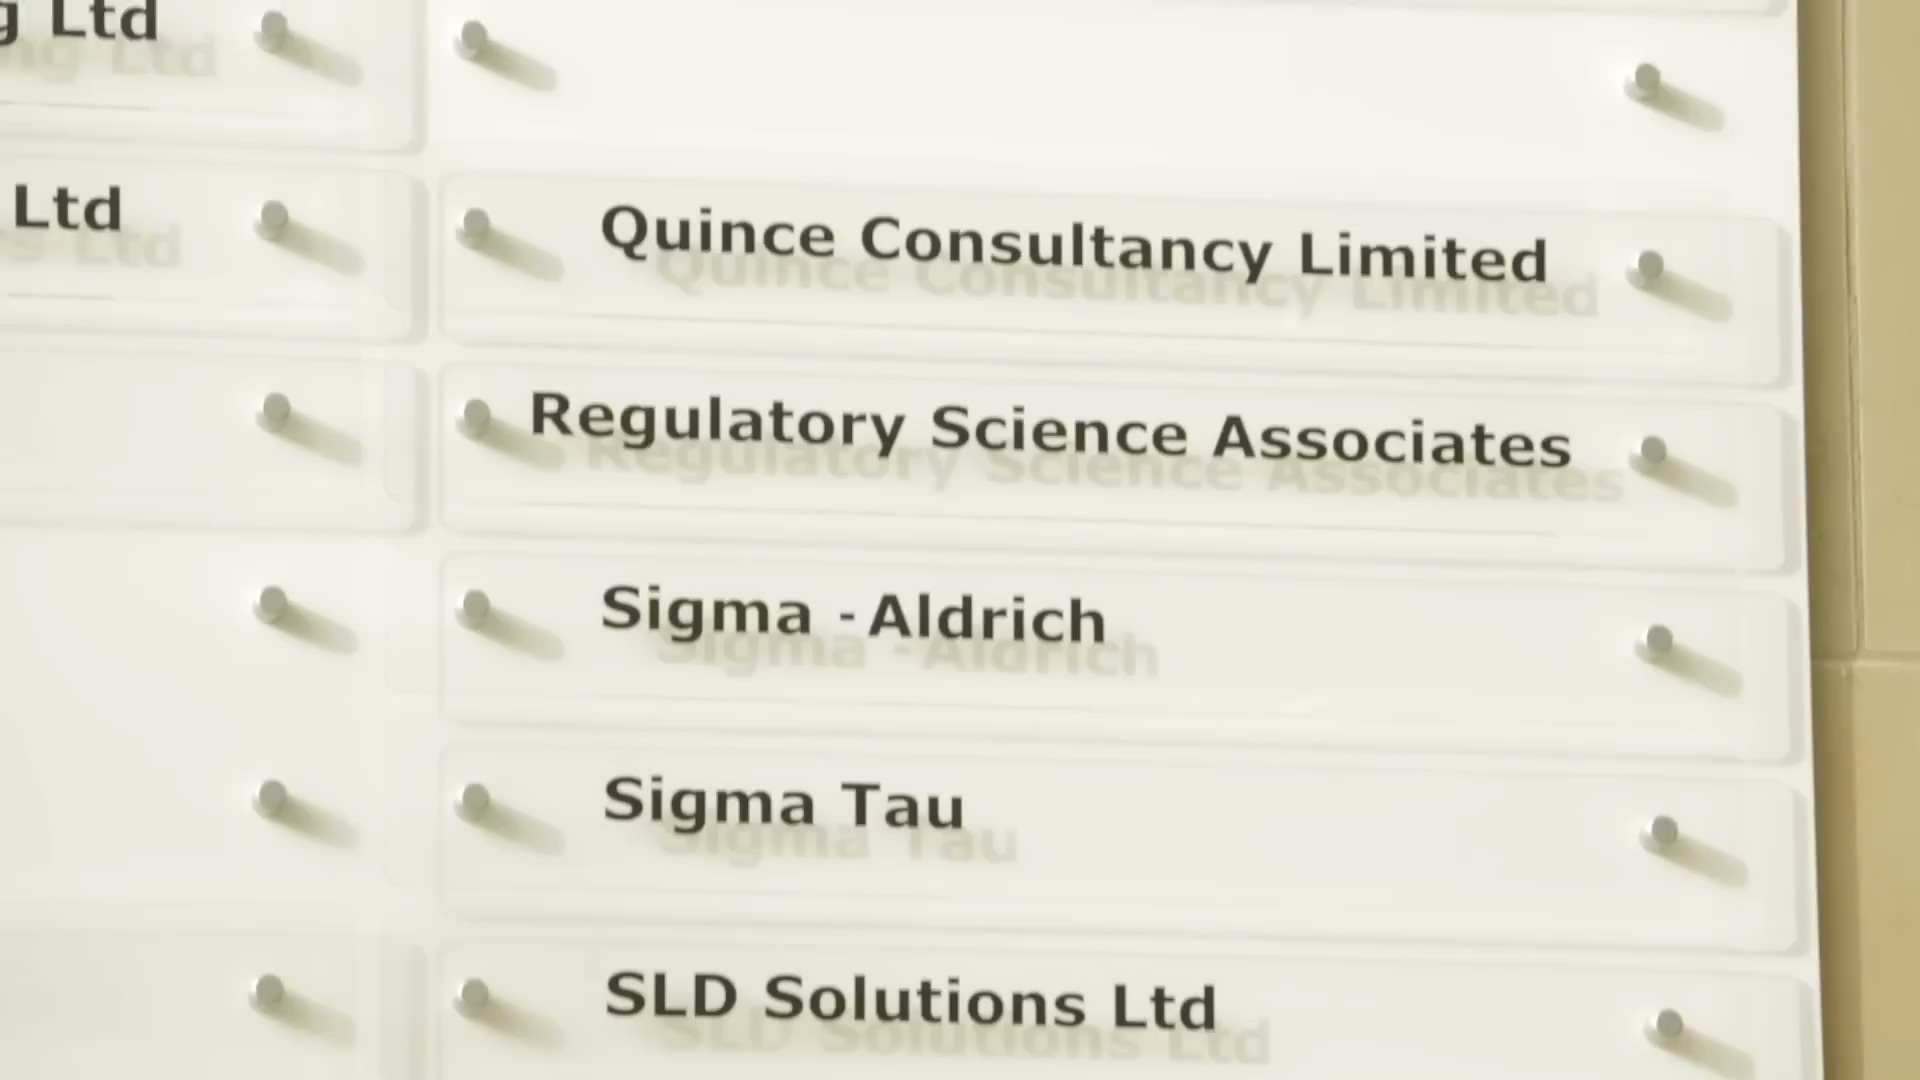 g Ltd
Ltd
Quince Consultancy Limited
Regulatory Science Associates
Sigma - Aldrich
Sigma Tau
SLD Solutions Ltd